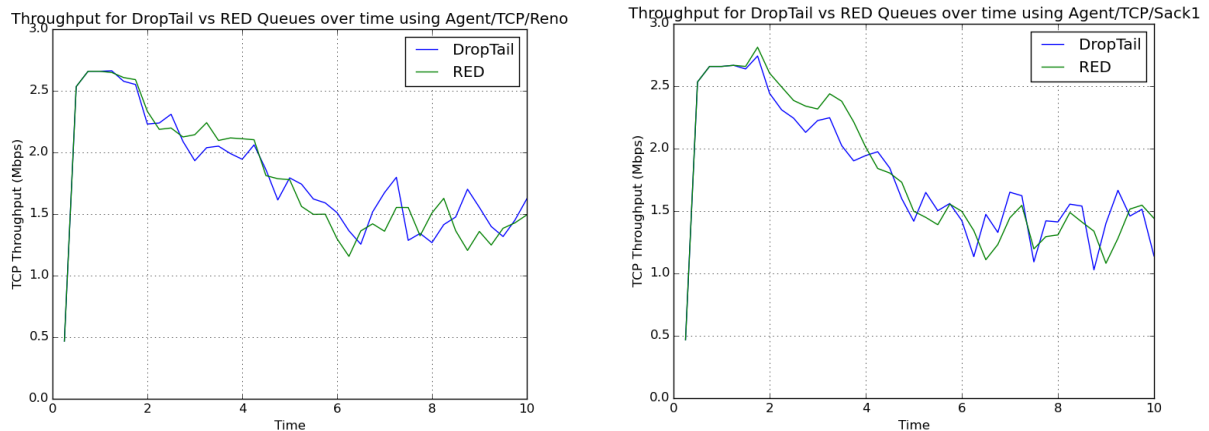 Throughput for DropTail vs RED Queues over time using Agent/TCP/Reno
3.0
2.5
2.0
1.5
1.0
0.5
0.0
TCP Throughput (Mbps)
DropTail
RED
0 2 4 6 8 10
Time
Throughput for DropTail vs RED Queues over time using Agent/TCP/Sack1
3.0
2.5
2.0
1.5
1.0
0.5
0.0
TCP Throughput (Mbps)
DropTail
RED
0 2 4 6 8 10
Time